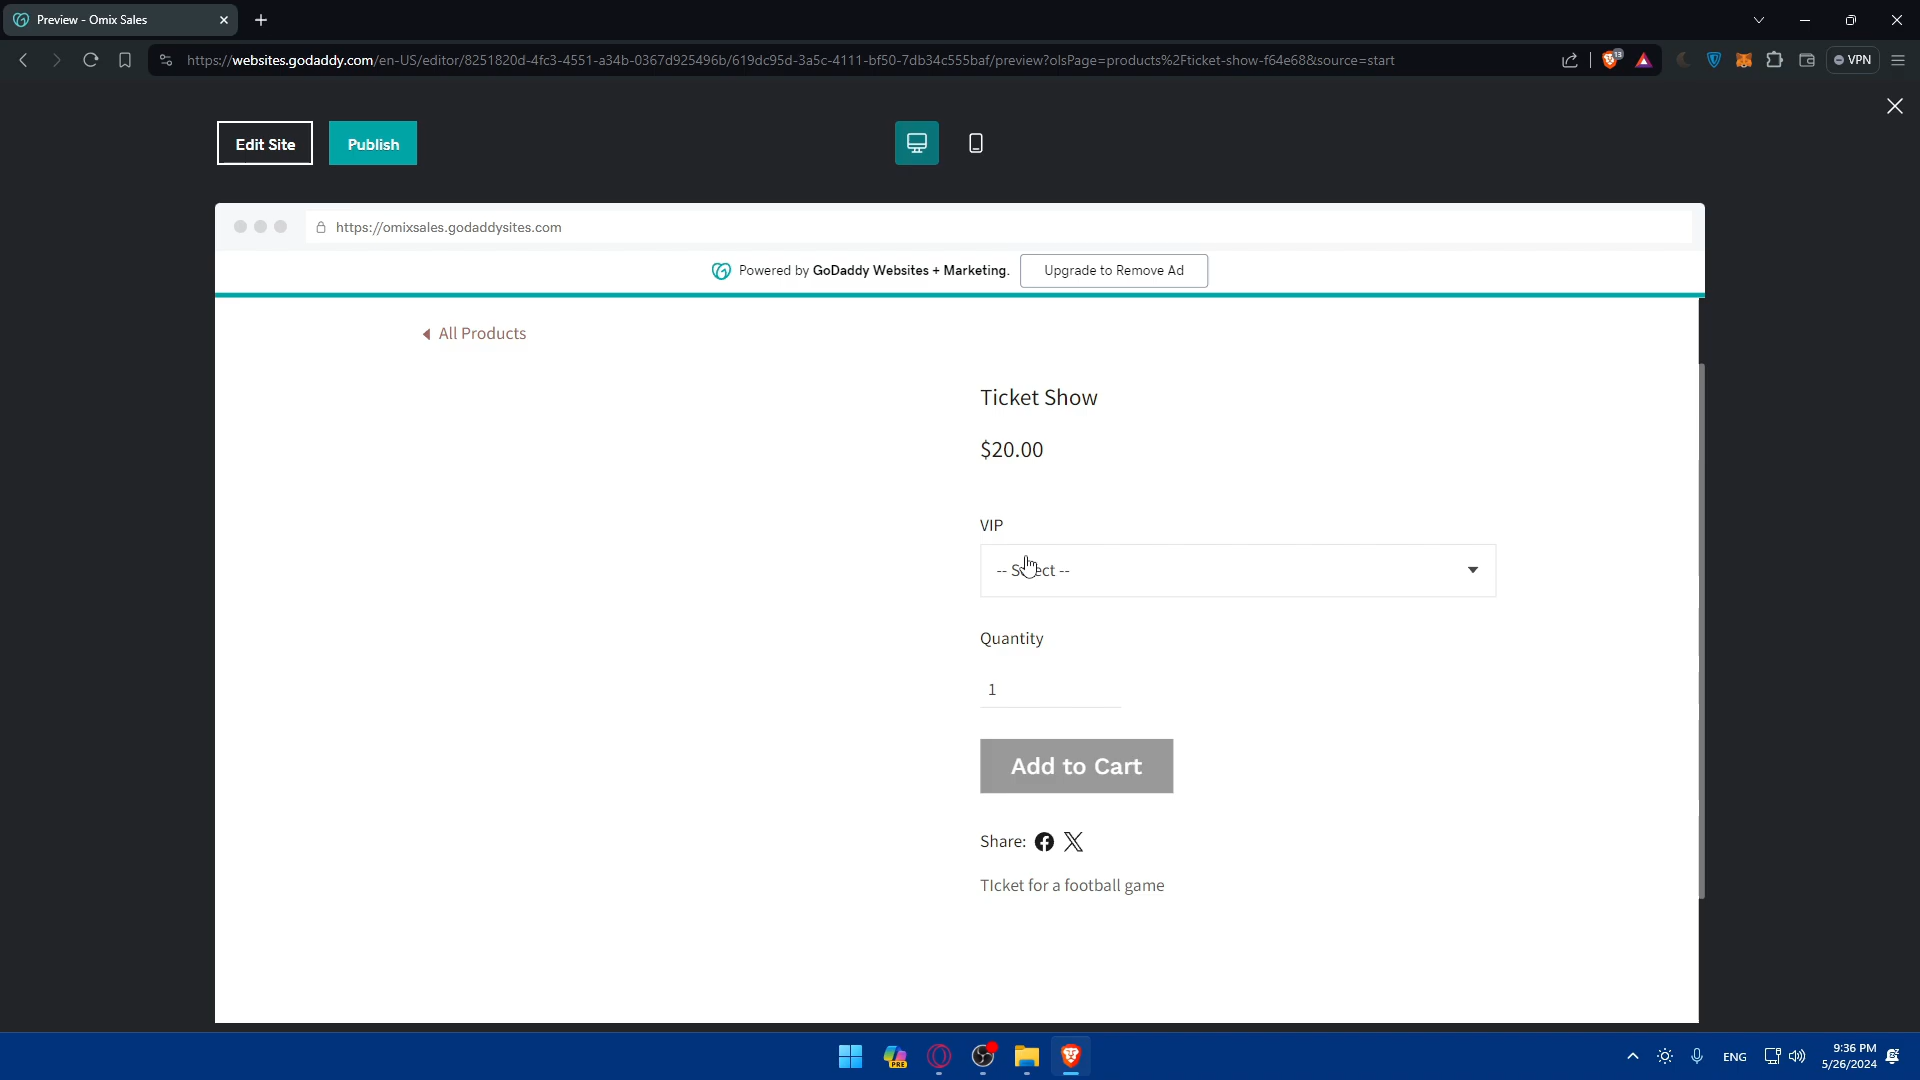 Preview - Omix Sales
https://websites.godaddy.com/en-US/editor/8251820d-4fc3-4551-a34b-0367d925496b/619dc95d-3a5c-4111-bf50-7db34c555baf/preview?olsPage=products%2Fticket-show-f64e68&source=start
13
VPN
Edit Site
Publish
https://omixsales.godaddysites.com
Powered by GoDaddy Websites + Marketing.
Upgrade to Remove Ad
All Products
Ticket Show
$20.00
VIP
-- Select --
Quantity
1
Add to Cart
Share:
TIcket for a football game
PRE
ENG
9:36 PM
5/26/2024